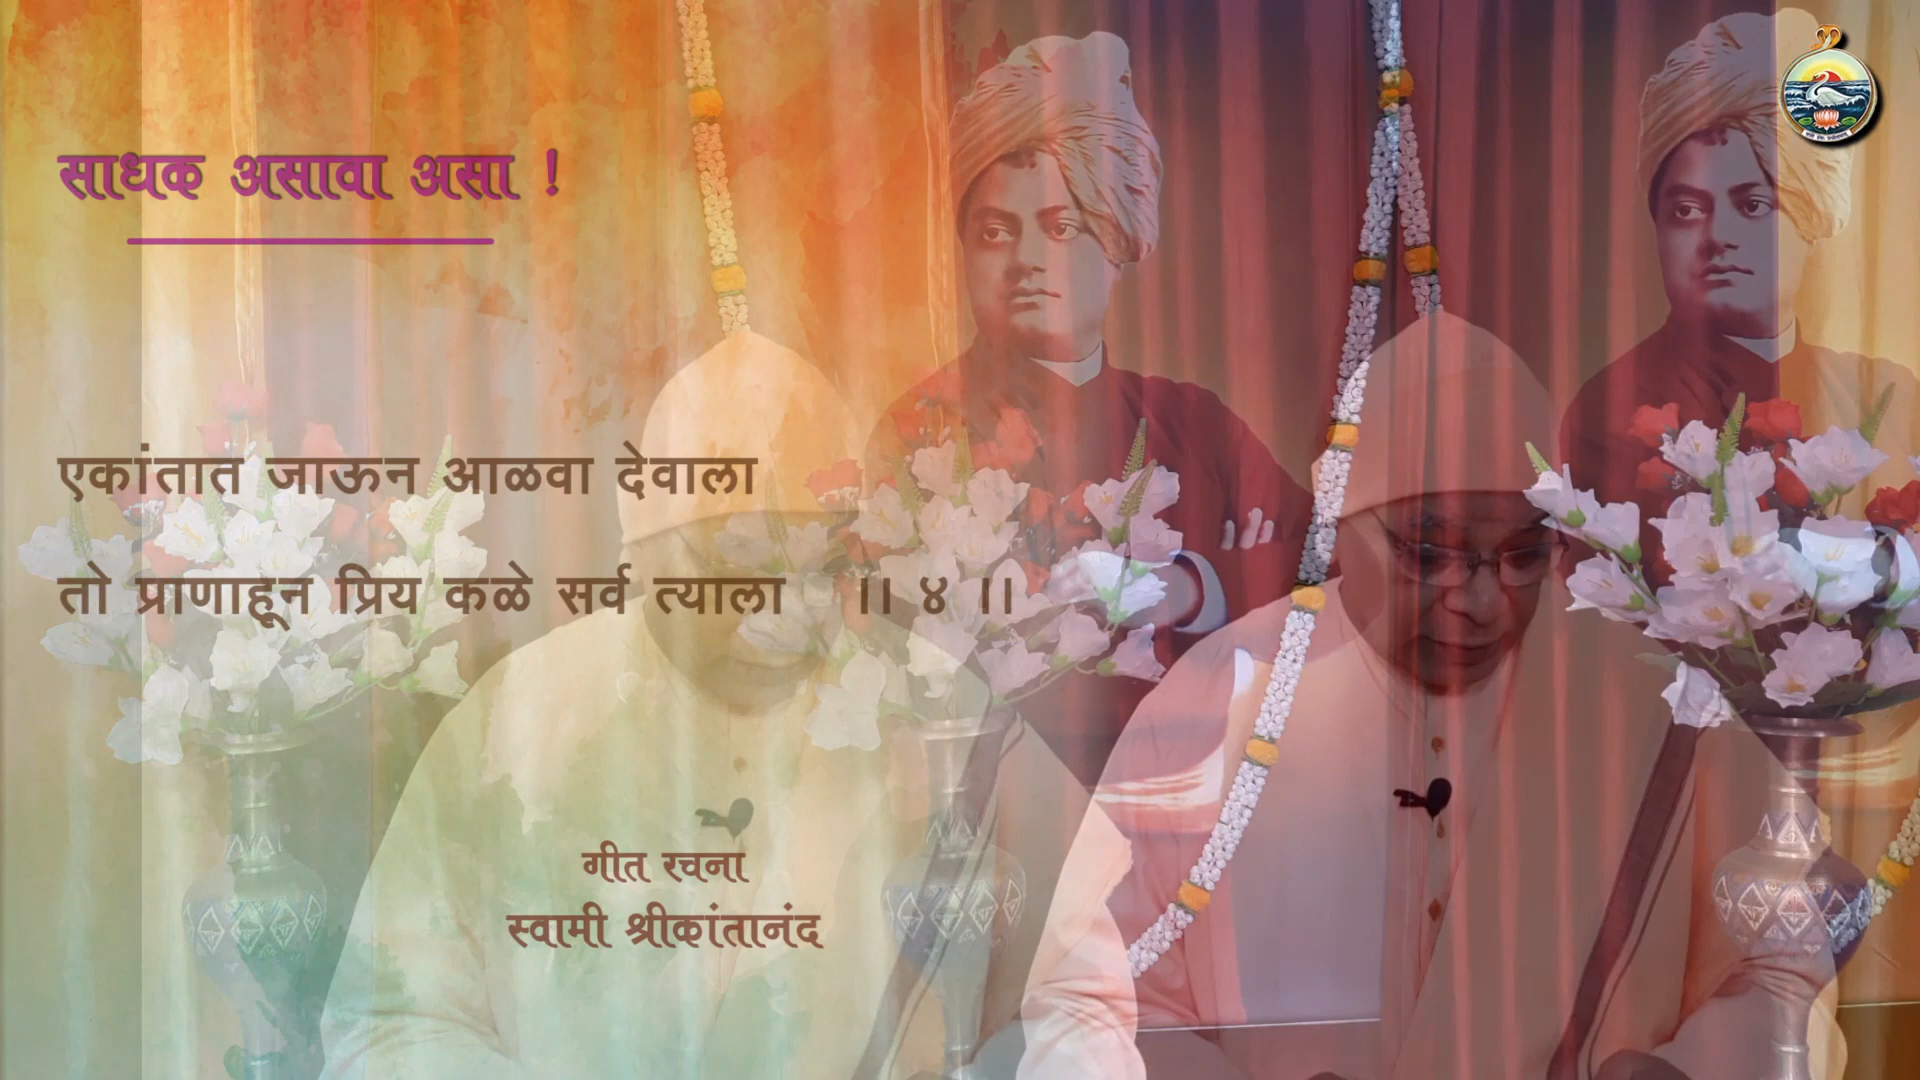 साधक असावा असा !
एकांतात जाऊन आळवा देवाला
तो प्राणाहून प्रिय कळे सर्व त्याला ।। ४ ।।
गीत रचना
स्वामी श्रीकांतानंद